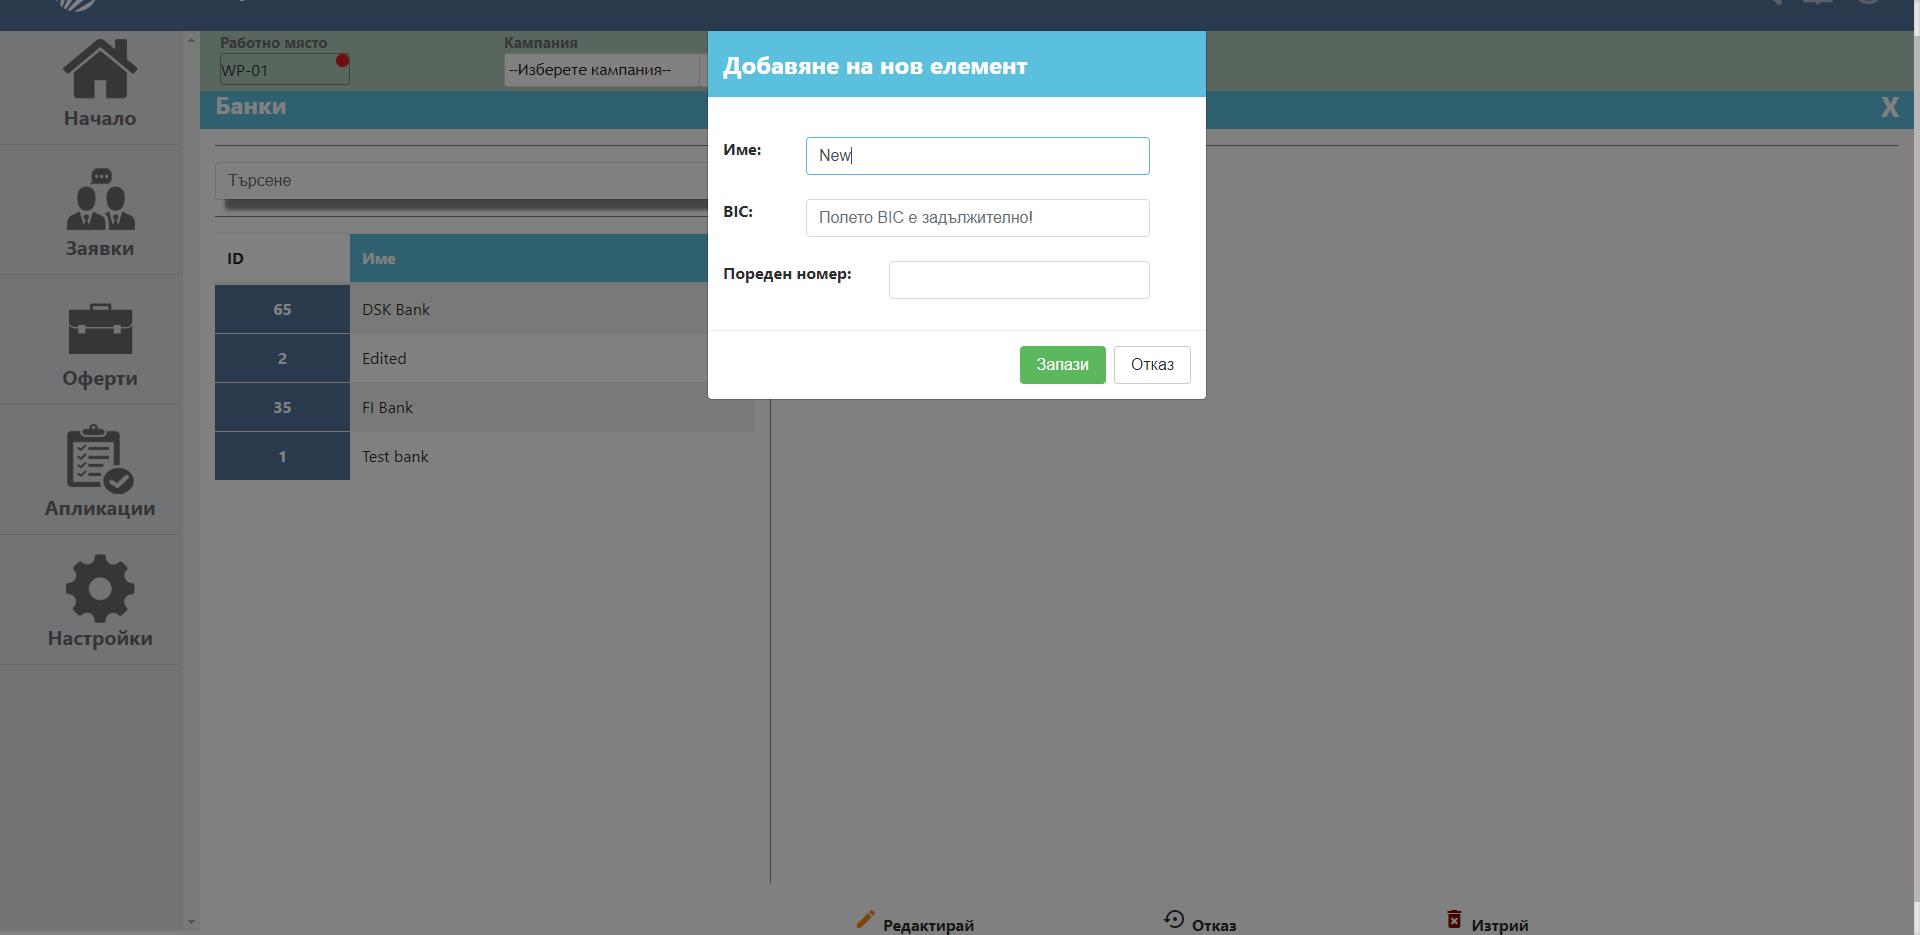 Работно място
WP-01
Кампания
--Изберете кампания--
Банки
X
Търсене
ID
Име
65
DSK Bank
2
Edited
35
FI Bank
1
Test bank
Начало
Заявки
Оферти
Апликации
Настройки
Добавяне на нов елемент
Име:
New
BIC:
Полето BIC е задължително!
Пореден номер:
Запази
Отказ
Редактирай
Отказ
Изтрий